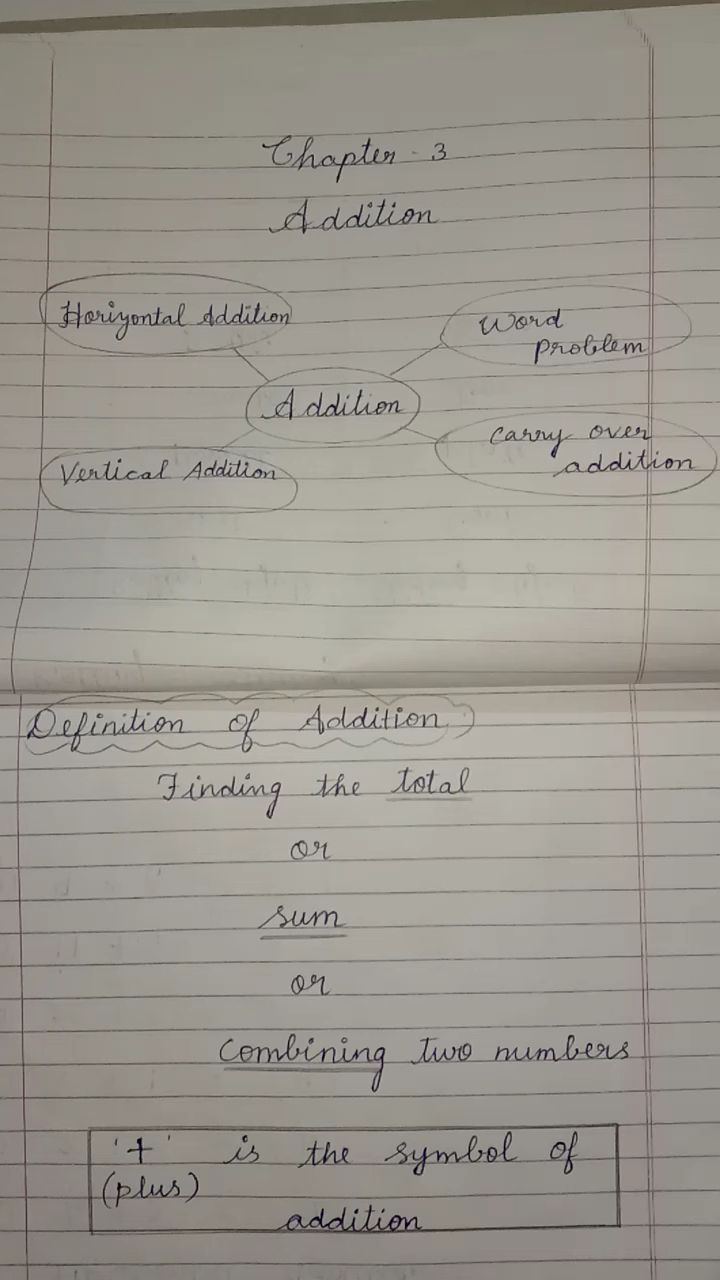 Chapter - 3
Addition
Horizontal Addition
Word
problem
Addition
Carry over
addition
Vertical Addition
Definition of Addition
Finding the total
or
sum
or
Combining two numbers
'+' is the symbol of
(plus)
addition